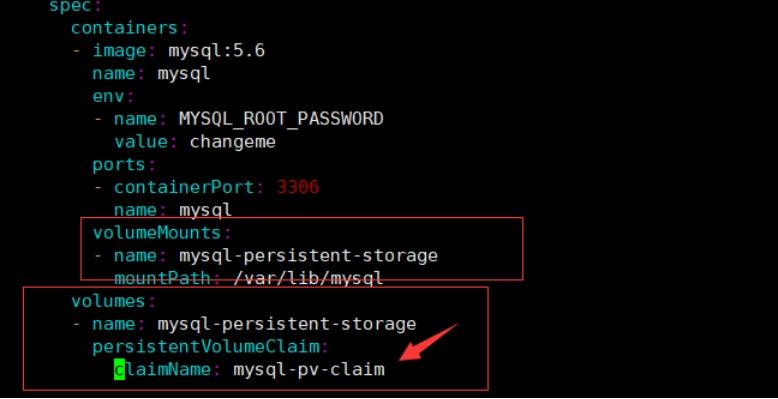 spec:
containers:
- image: mysql:5.6
name: mysql
env:
- name: MYSQL_ROOT_PASSWORD
value: changeme
ports:
- containerPort: 3306
name: mysql
volumeMounts:
- name: mysql-persistent-storage
mountPath: /var/lib/mysql
volumes:
- name: mysql-persistent-storage
persistentVolumeClaim:
claimName: mysql-pv-claim